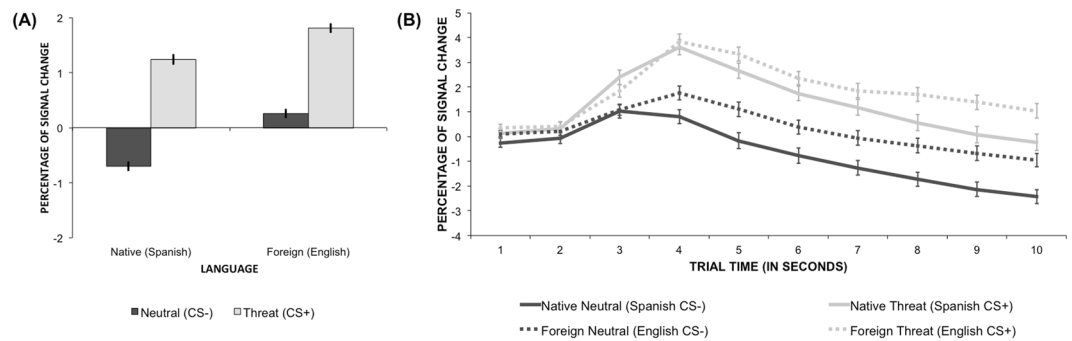 (A)
PERCENTAGE OF SIGNAL CHANGE
2
1
0
-1
-2
Native (Spanish)
Foreign (English)
LANGUAGE
Neutral (CS-)
Threat (CS+)
(B)
PERCENTAGE OF SIGNAL CHANGE
5
4
3
2
1
0
-1
-2
-3
-4
1 2 3 4 5 6 7 8 9 10
TRIAL TIME (IN SECONDS)
Native Neutral (Spanish CS-)
Native Threat (Spanish CS+)
Foreign Neutral (English CS-)
Foreign Threat (English CS+)